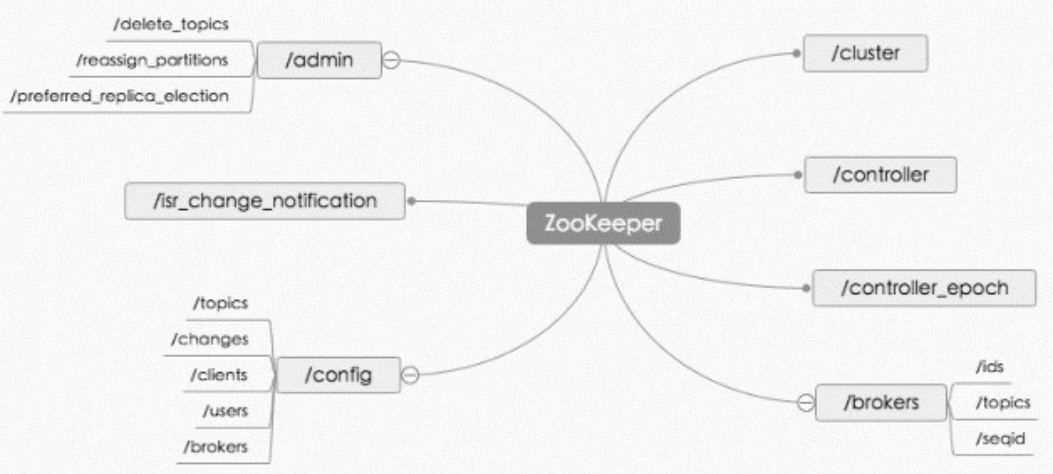 /delete_topics
/reassign_partitions
/preferred_replica_election
/admin
/isr_change_notification
/topics
/changes
/clients
/users
/brokers
/config
ZooKeeper
/cluster
/controller
/controller_epoch
/brokers
/ids
/topics
/seqid